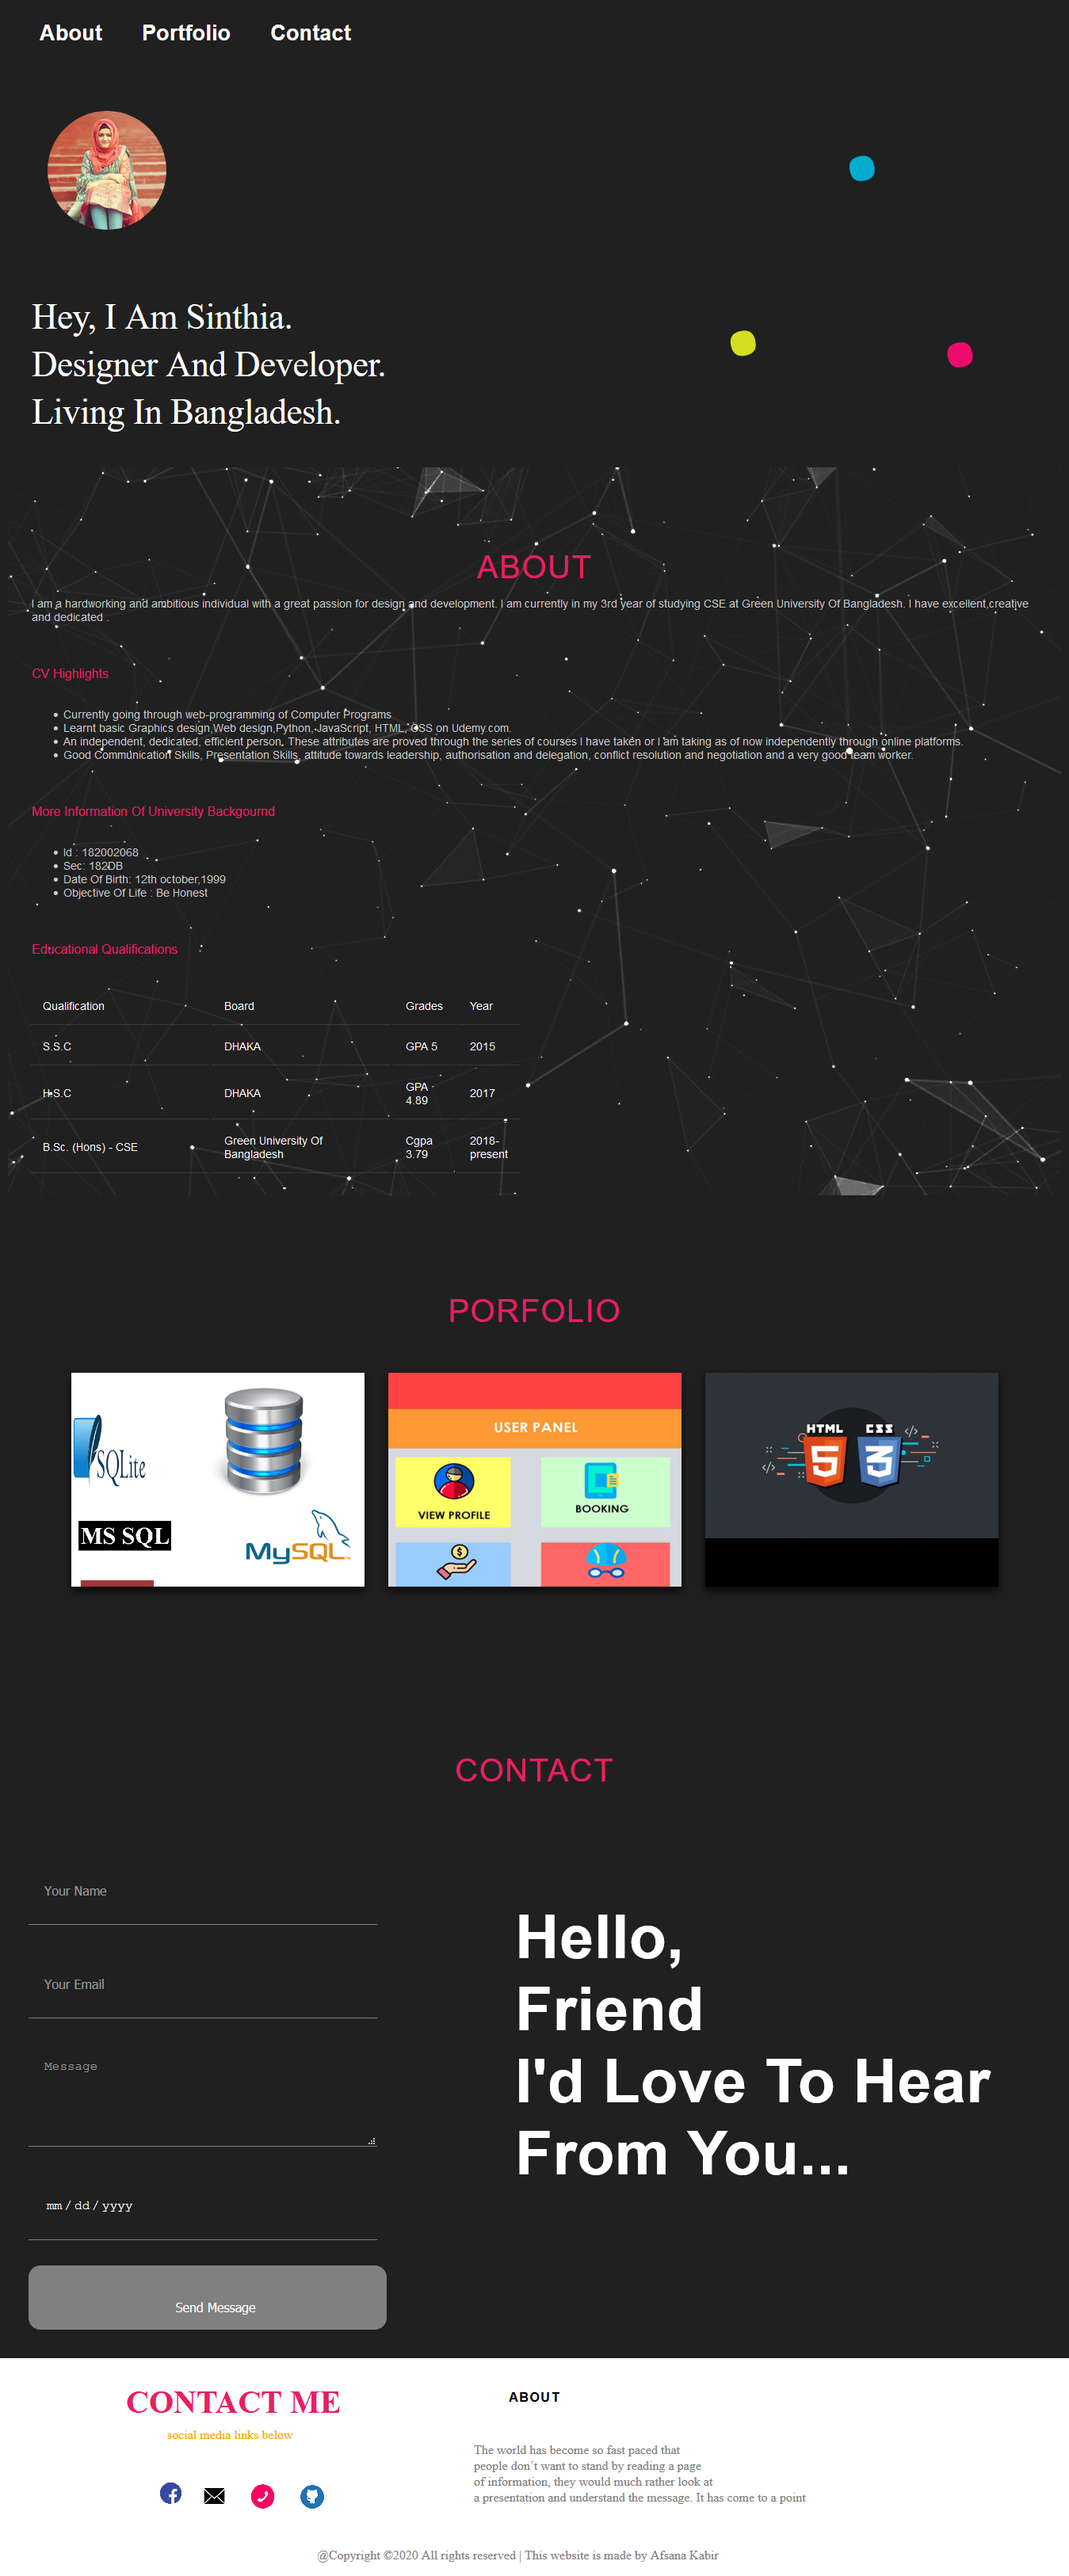 About Portfolio Contact
Hey, I Am Sinthia.
Designer And Developer.
Living In Bangladesh.
ABOUT
I am a hardworking and ambitious individual with a great passion for design and development. I am currently in my 3rd year of studying CSE at Green University Of Bangladesh. I have excellent,creative
and dedicated .
CV Highlights
Currently going through web-programming of Computer Programs
Learnt basic Graphics design,Web design,Python, JavaScript, HTML, CSS on Udemy.com.
An independent, dedicated, efficient person. These attributes are proved through the series of courses I have taken or I am taking as of now independently through online platforms.
Good Communication Skills, Presentation Skills, attitude towards leadership, authorisation and delegation, conflict resolution and negotiation and a very good team worker.
More Information Of University Backgournd
Id : 182002068
Sec: 182DB
Date Of Birth: 12th october,1999
Objective Of Life : Be Honest
Educational Qualifications
Qualification Board Grades Year
S.S.C DHAKA GPA 5 2015
H.S.C DHAKA GPA 4.89 2017
B.Sc. (Hons) - CSE Green University Of Bangladesh Cgpa 3.79 2018-present
PORFOLIO
SQLite
MS SQL
MySQL
USER PANEL
VIEW PROFILE BOOKING
HTML CSS
5 3
CONTACT
Your Name
Your Email
Message
mm / dd / yyyy
Send Message
Hello,
Friend
I'd Love To Hear
From You...
CONTACT ME
social media links below
ABOUT
The world has become so fast paced that
people don’t want to stand by reading a page
of information, they would much rather look at
a presentation and understand the message. It has come to a point
@Copyright ©2020 All rights reserved | This website is made by Afsana Kabir